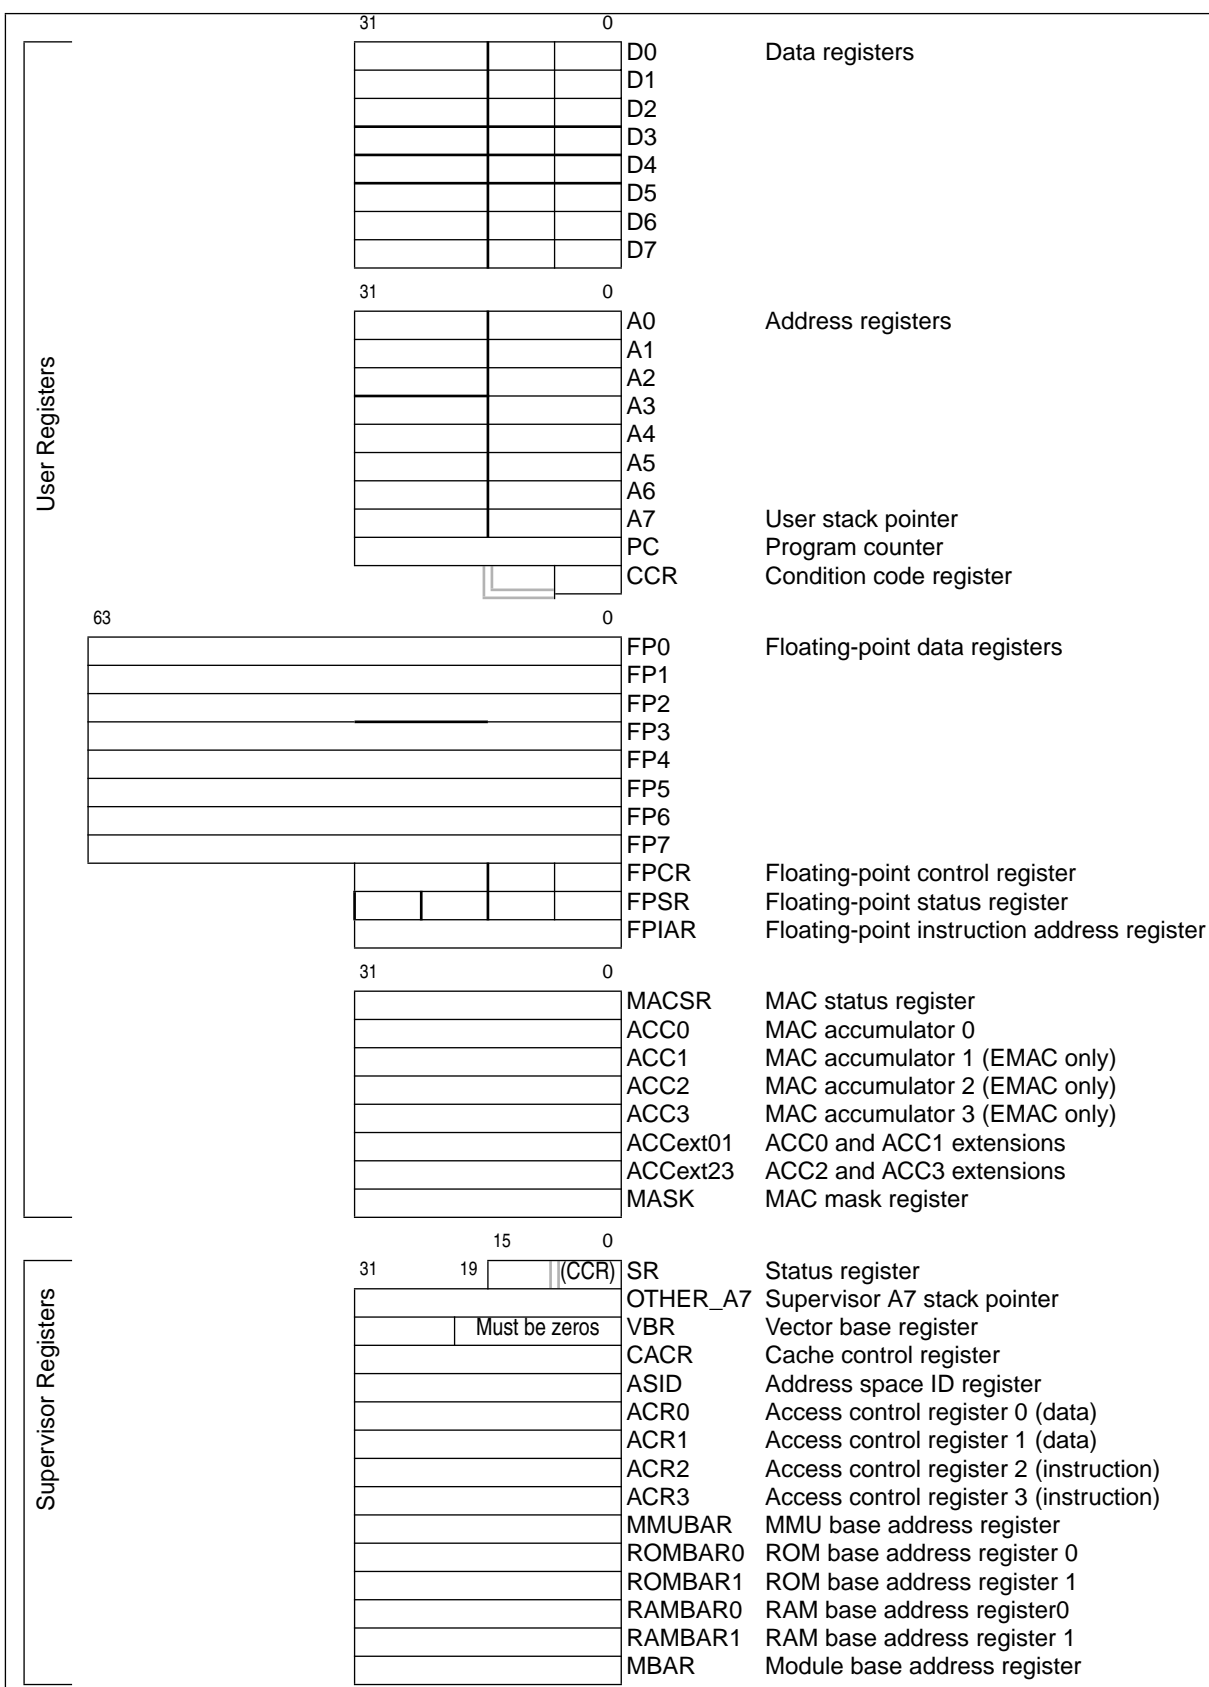 31 0
D0 Data registers
D1
D2
D3
D4
D5
D6
D7
31 0
A0 Address registers
A1
A2
A3
A4
A5
A6
A7 User stack pointer
PC Program counter
CCR Condition code register
User Registers
63 0
FP0 Floating-point data registers
FP1
FP2
FP3
FP4
FP5
FP6
FP7
FPCR Floating-point control register
FPSR Floating-point status register
FPIAR Floating-point instruction address register
31 0
MACSR MAC status register
ACC0 MAC accumulator 0
ACC1 MAC accumulator 1 (EMAC only)
ACC2 MAC accumulator 2 (EMAC only)
ACC3 MAC accumulator 3 (EMAC only)
ACCext01 ACC0 and ACC1 extensions
ACCext23 ACC2 and ACC3 extensions
MASK MAC mask register
15 0
31 19 (CCR) SR Status register
OTHER_A7 Supervisor A7 stack pointer
Must be zeros VBR Vector base register
CACR Cache control register
ASID Address space ID register
ACR0 Access control register 0 (data)
ACR1 Access control register 1 (data)
ACR2 Access control register 2 (instruction)
ACR3 Access control register 3 (instruction)
MMUBAR MMU base address register
ROMBAR0 ROM base address register 0
ROMBAR1 ROM base address register 1
RAMBAR0 RAM base address register0
RAMBAR1 RAM base address register 1
MBAR Module base address register
Supervisor Registers